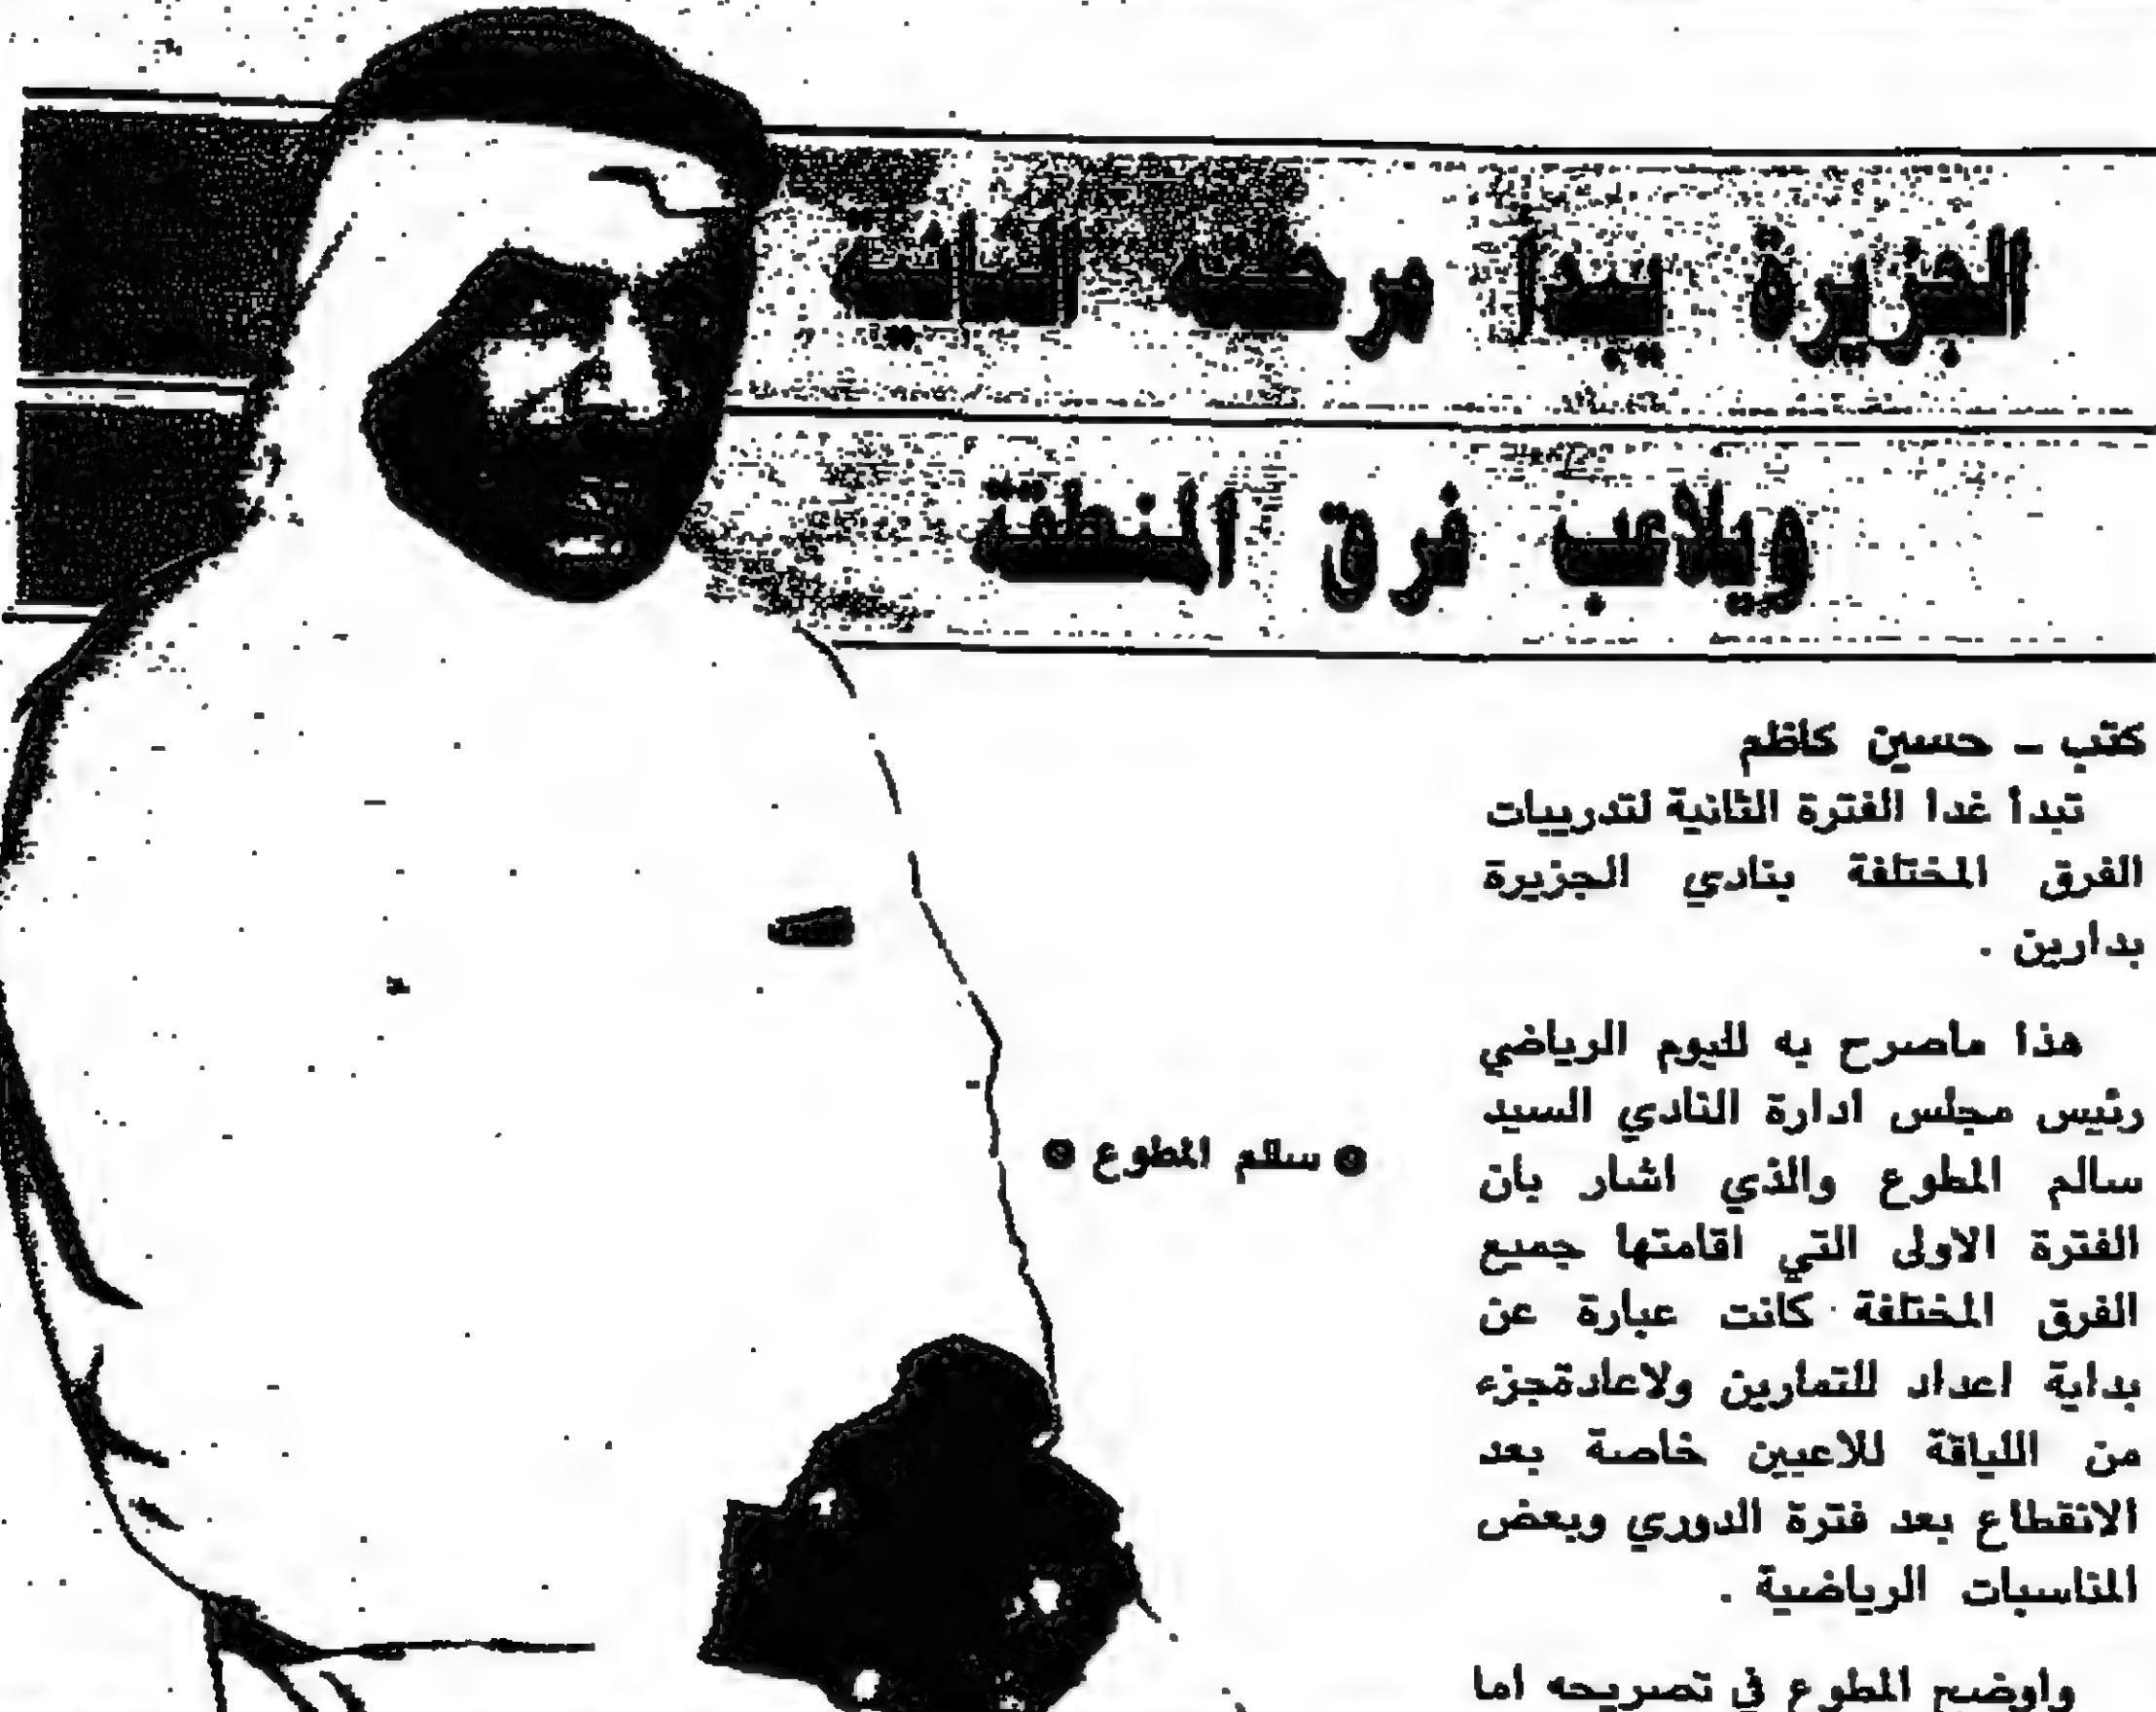 الجزيرة يبدأ مرحلته الثانية
ويلاعب فرق المنطقة
كتب ــ حسين كاظم
تبدأ غدا الفترة الثانية لتدريبات
الفرق المختلفة بنادي الجزيرة
بدارين .
هذا ماصرح به لليوم الرياضي
رئيس مجلس ادارة النادي السيد
سالم المطوع والذي اشار بان
الفترة الاولى التي اقامتها جميع
الفرق المختلفة كانت عبارة عن
بداية اعداد للتمارين ولاعادةجزء
من اللياقة للاعبين خاصة بعد
الانقطاع بعد فترة الدوري وبعض
المناسبات الرياضية .
واوضح المطوع في تصريحه اما
● سالم المطوع ●